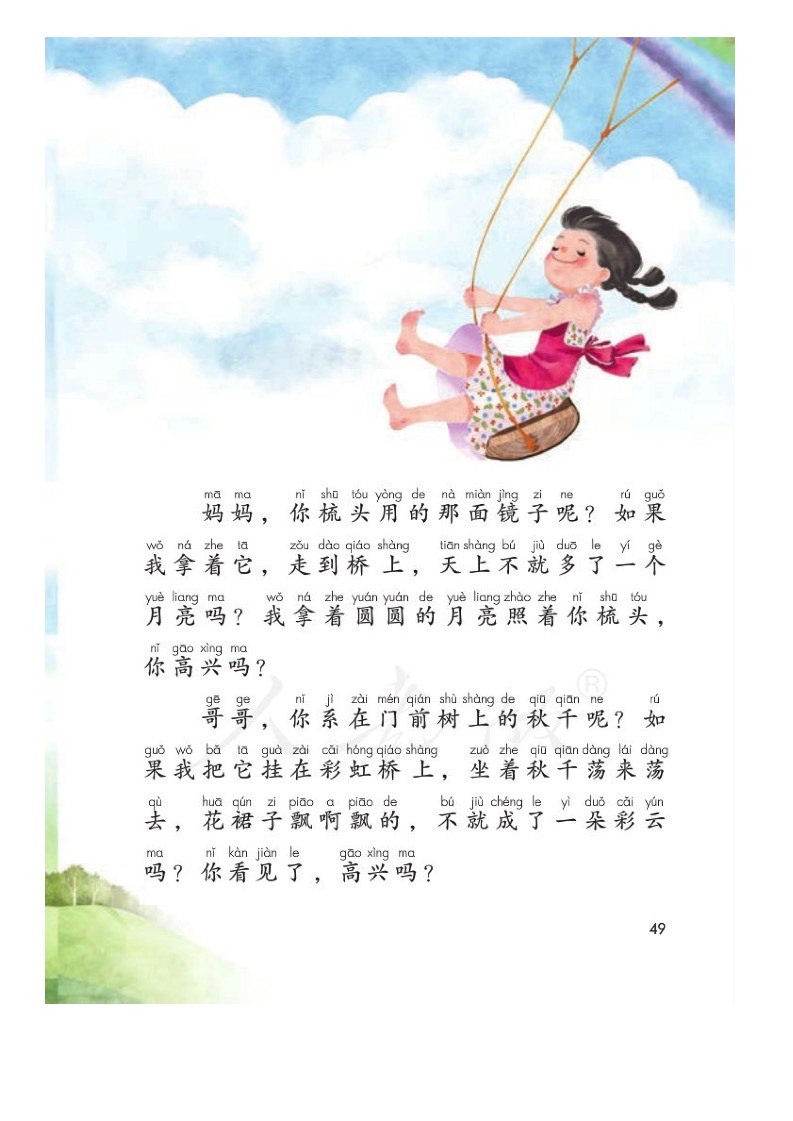 mā ma nǐ shū tóu yòng de nà miàn jìng zi ne rú guǒ
妈妈，你梳头用的那面镜子呢？如果
wǒ ná zhe tā zǒu dào qiáo shàng tiān shàng bú jiù duō le yí gè
我拿着它，走到桥上，天上不就多了一个
yuè liang ma wǒ ná zhe yuán yuán de yuè liang zhào zhe nǐ shū tóu
月亮吗？我拿着圆圆的月亮照着你梳头，
nǐ gāo xìng ma
你高兴吗？
gē ge nǐ jì zài mén qián shù shàng de qiū qiān ne rú
哥哥，你系在门前树上的秋千呢？如
guǒ wǒ bǎ tā guà zài cǎi hóng qiáo shàng zuò zhe qiū qiān dàng lái dàng
果我把它挂在彩虹桥上，坐着秋千荡来荡
qù huā qún zi piāo a piāo de bú jiù chéng le yì duǒ cǎi yún
去，花裙子飘啊飘的，不就成了一朵彩云
ma nǐ kàn jiàn le gāo xìng ma
吗？你看见了，高兴吗？
人教版®
49